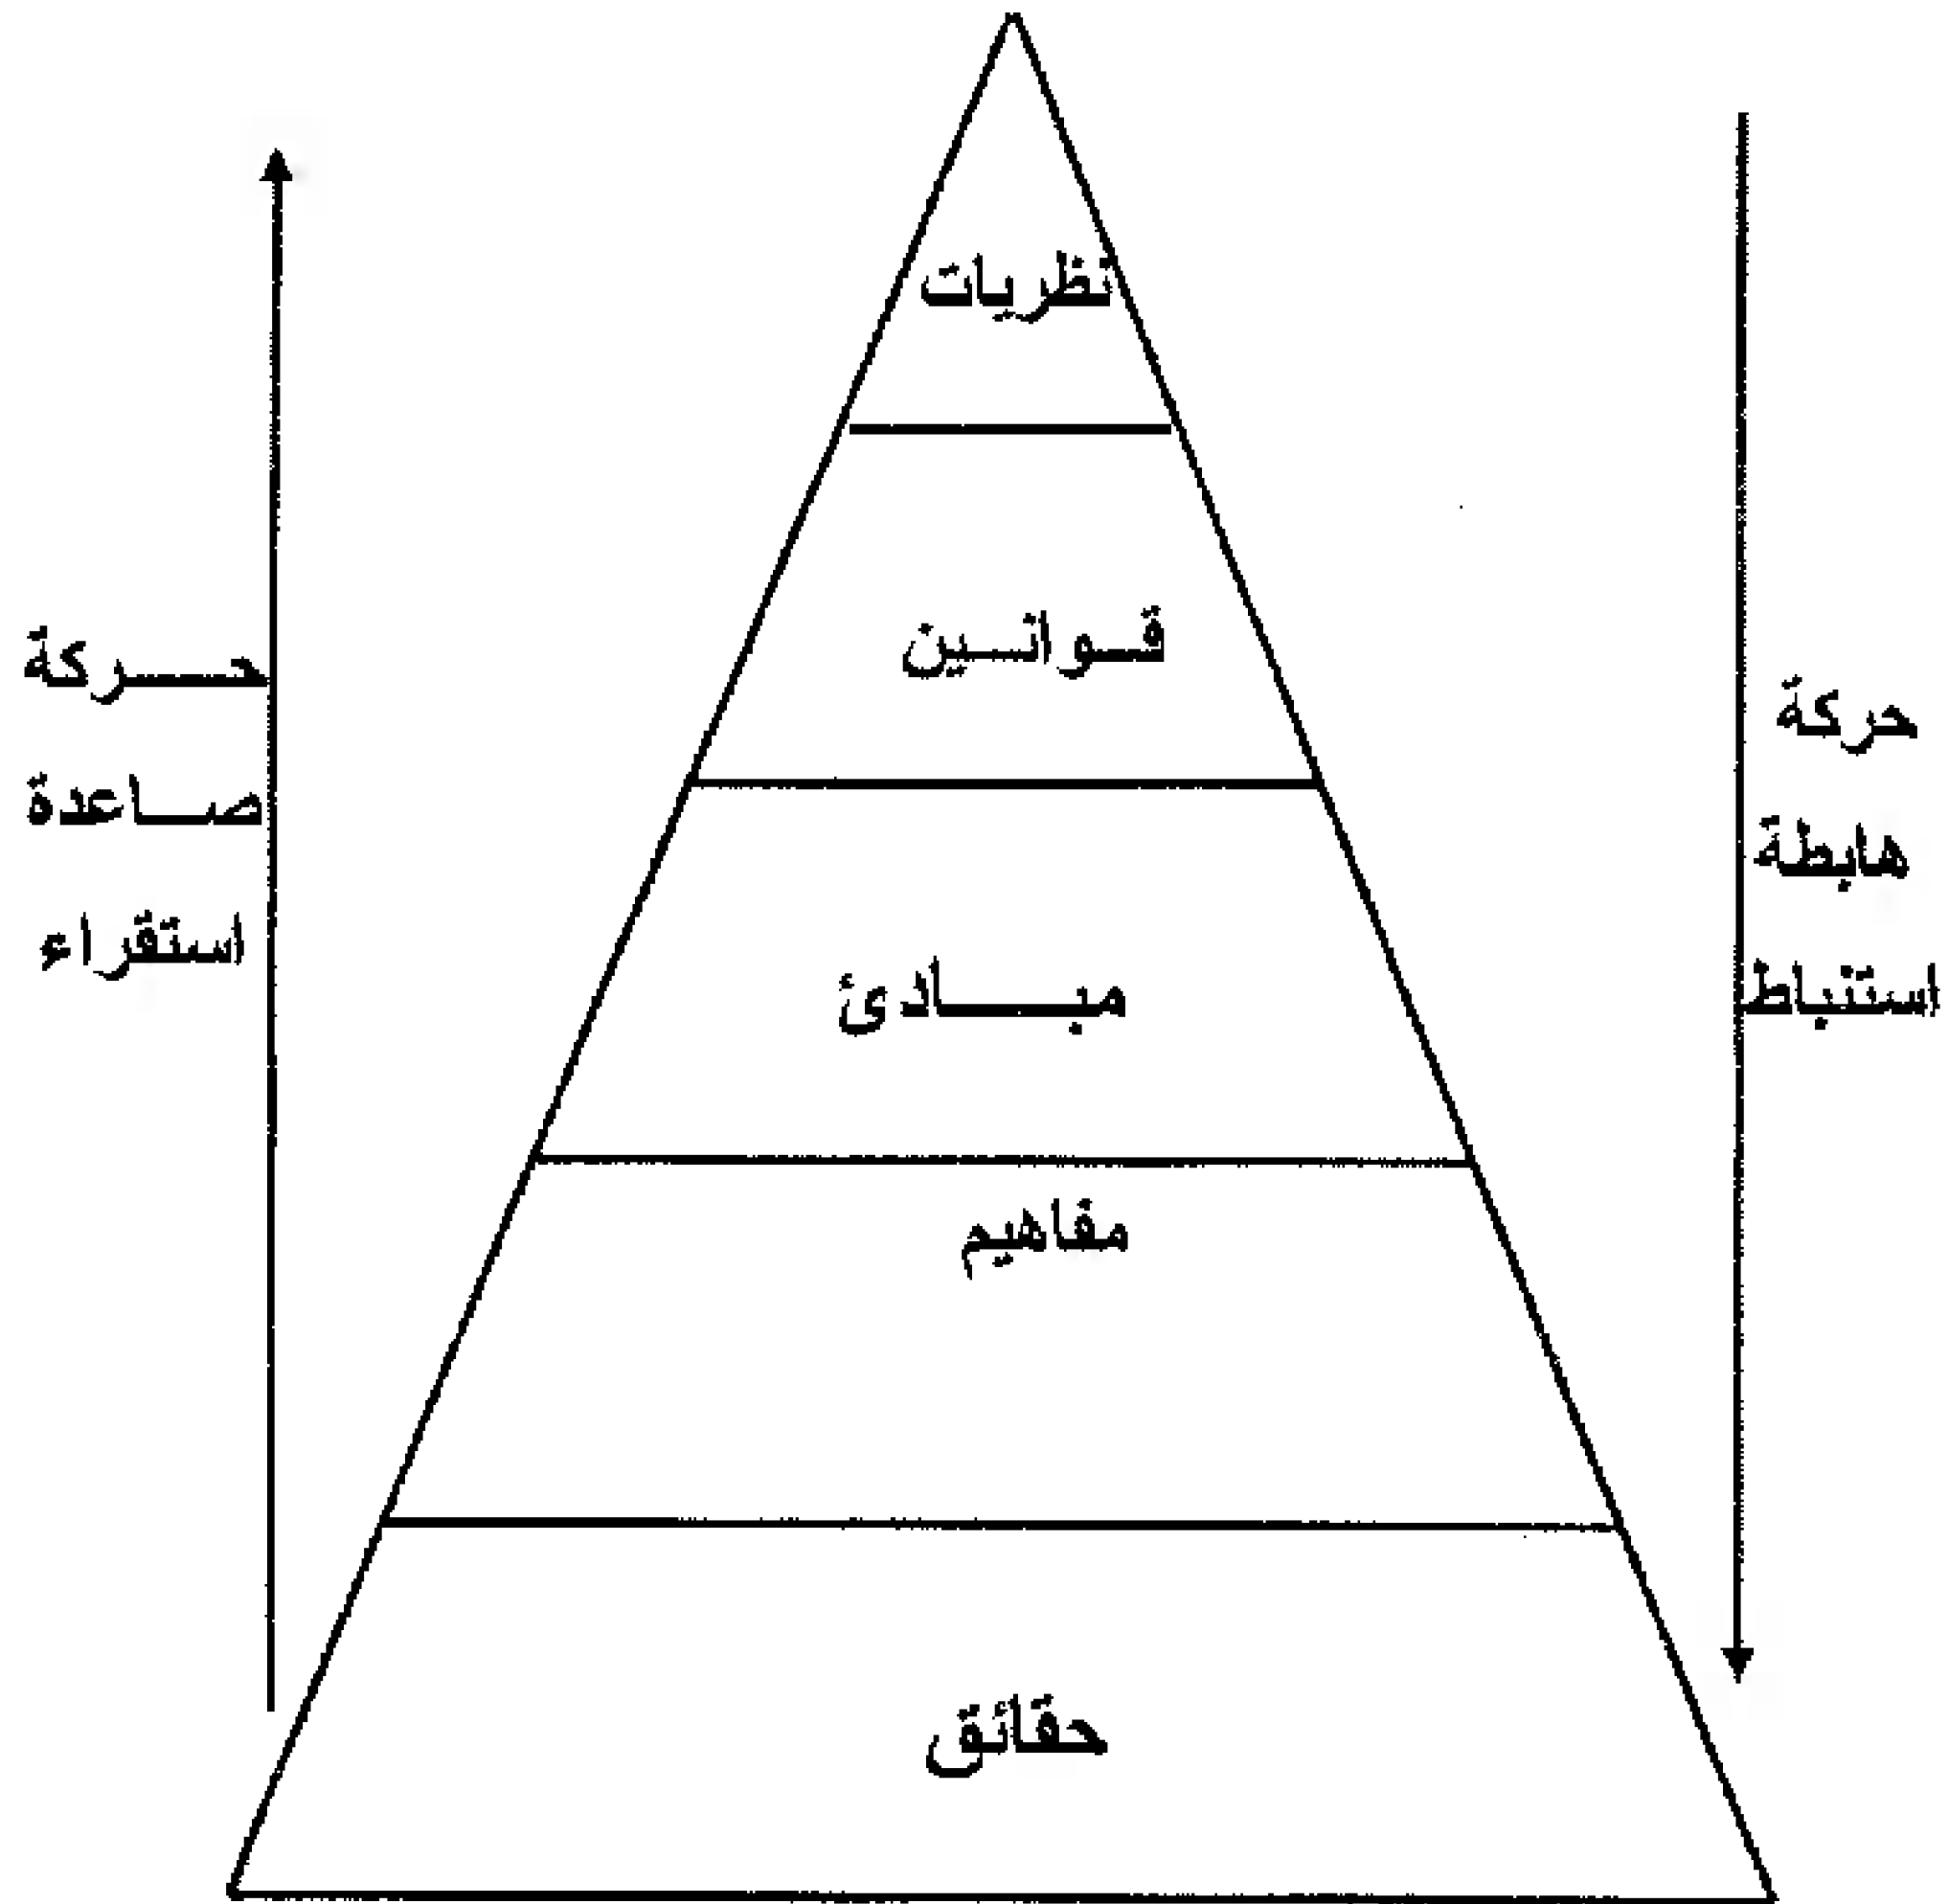 نظريات
قوانين
مبادئ
مفاهيم
حقائق
حركة
هابطة
استنباط
حركة
صاعدة
استقراء